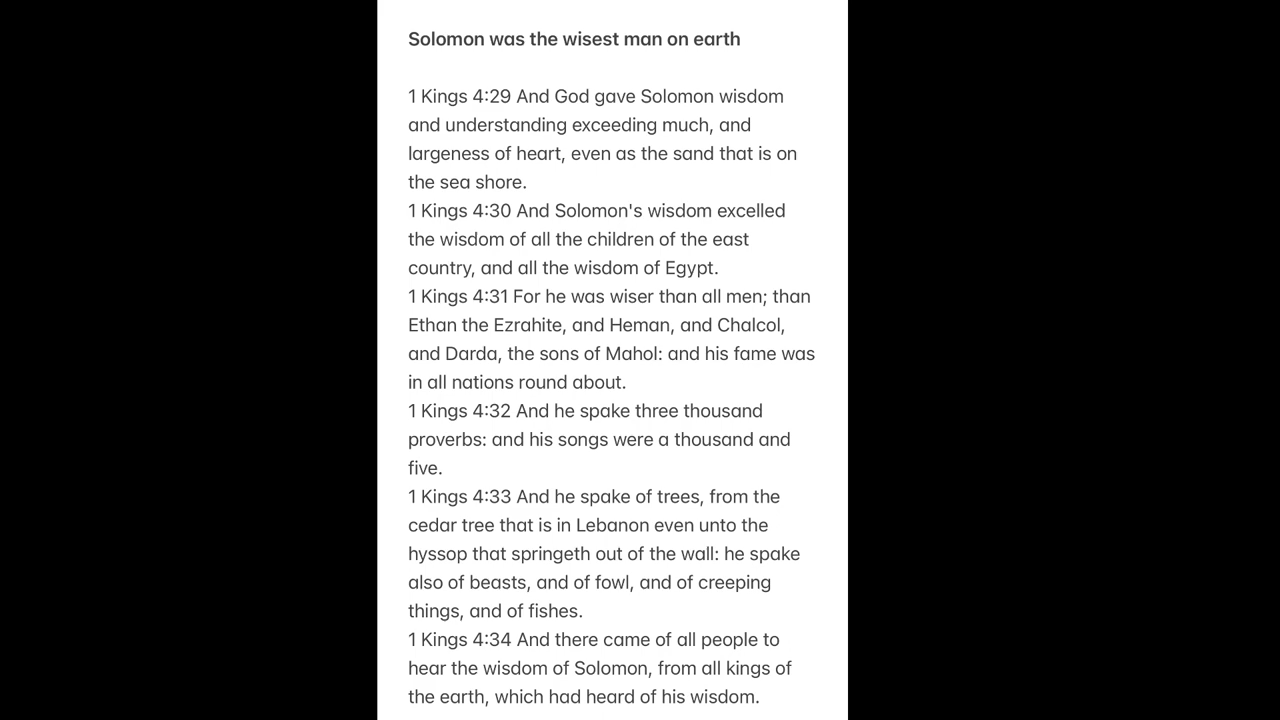 Solomon was the wisest man on earth
1 Kings 4:29 And God gave Solomon wisdom
and understanding exceeding much, and
largeness of heart, even as the sand that is on
the sea shore.
1 Kings 4:30 And Solomon's wisdom excelled
the wisdom of all the children of the east
country, and all the wisdom of Egypt.
1 Kings 4:31 For he was wiser than all men; than
Ethan the Ezrahite, and Heman, and Chalcol,
and Darda, the sons of Mahol: and his fame was
in all nations round about.
1 Kings 4:32 And he spake three thousand
proverbs: and his songs were a thousand and
five.
1 Kings 4:33 And he spake of trees, from the
cedar tree that is in Lebanon even unto the
hyssop that springeth out of the wall: he spake
also of beasts, and of fowl, and of creeping
things, and of fishes.
1 Kings 4:34 And there came of all people to
hear the wisdom of Solomon, from all kings of
the earth, which had heard of his wisdom.